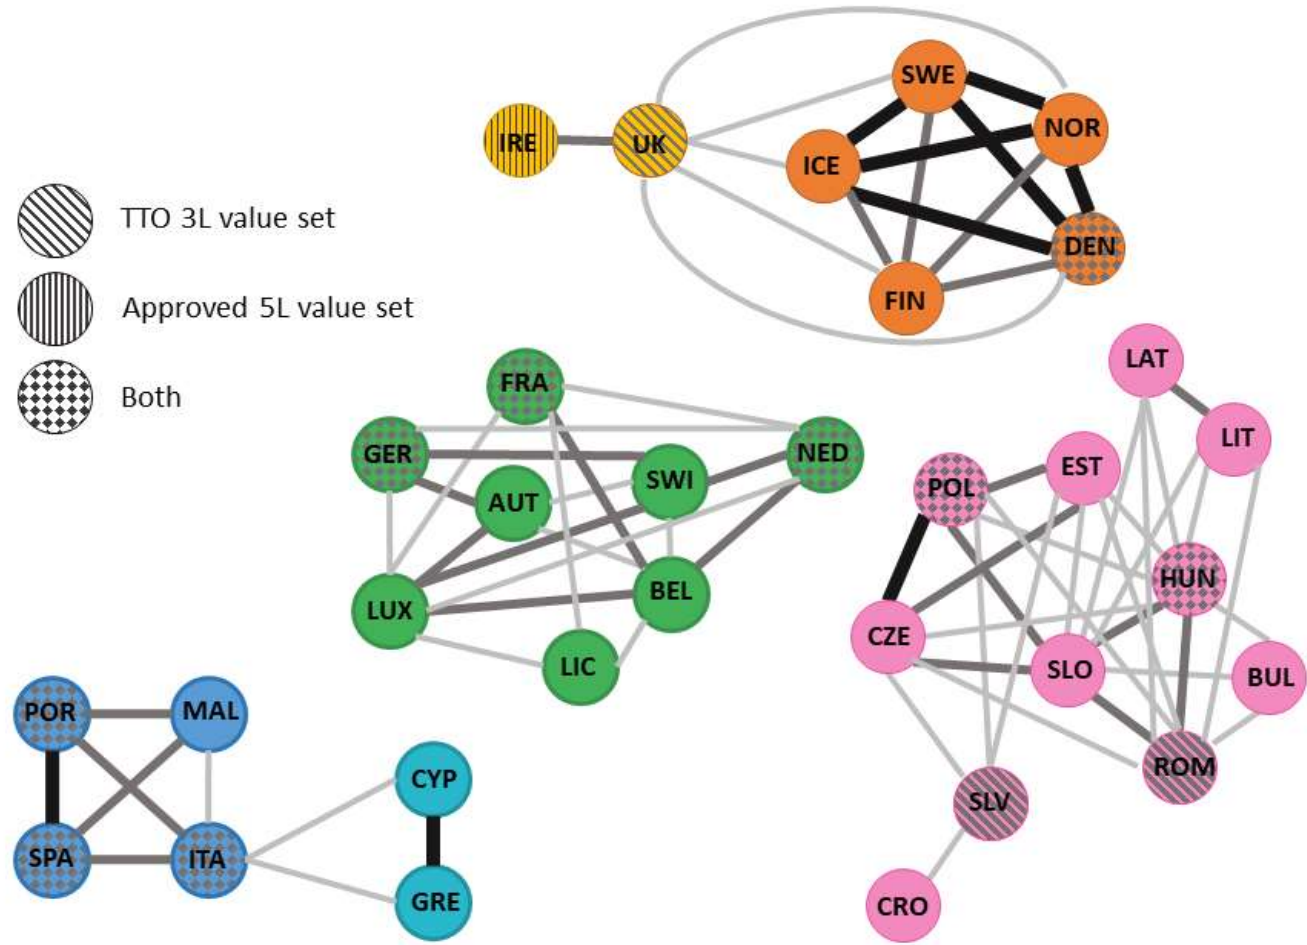 SWE
NOR
IRE
UK
ICE
TTO 3L value set
DEN
FIN
Approved 5L value set
LAT
FRA
Both
LIT
GER
NED
EST
SWI
POL
AUT
HUN
BEL
LUX
CZE
LIC
SLO
BUL
POR
MAL
ROM
CYP
SLV
SPA
ITA
GRE
CRO